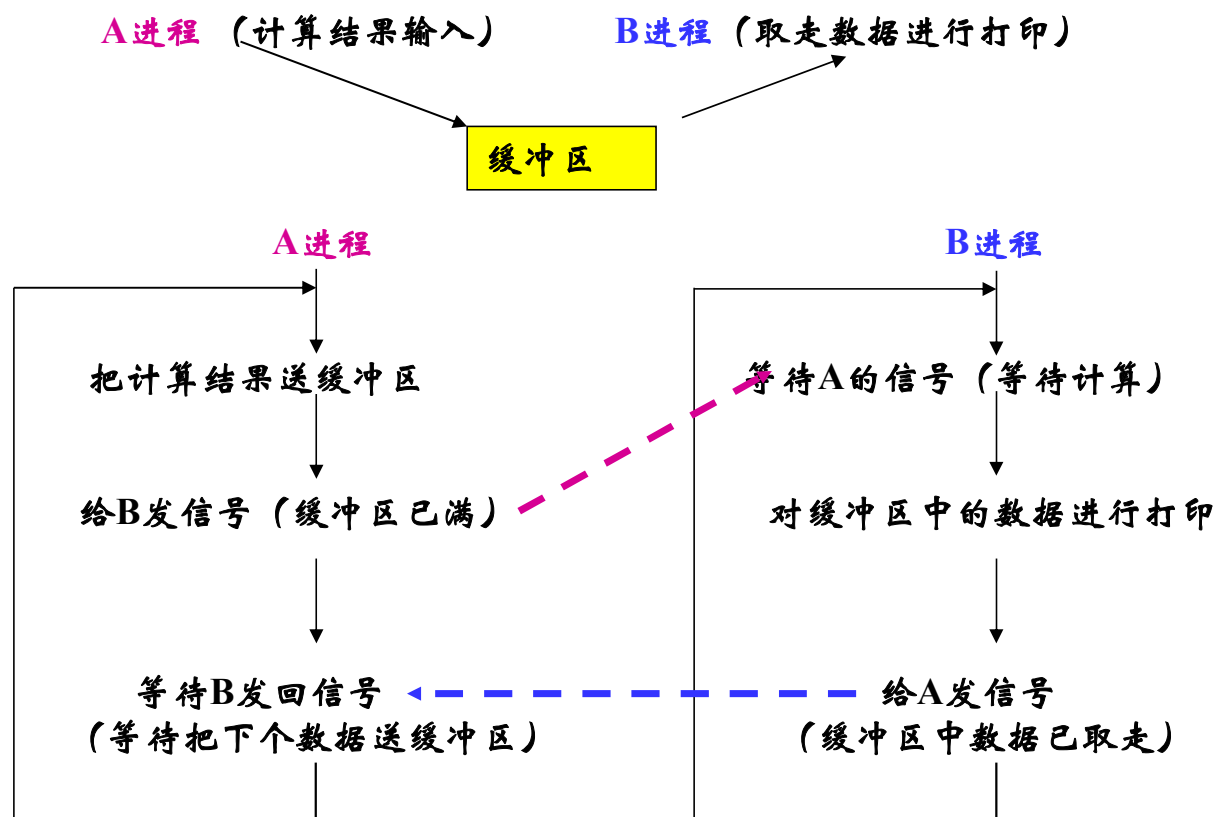 A进程（计算结果输入） B进程（取走数据进行打印）
缓冲区
A进程
B进程
把计算结果送缓冲区
等待A的信号（等待计算）
给B发信号（缓冲区已满）
对缓冲区中的数据进行打印
等待B发回信号
（等待把下个数据送缓冲区）
给A发信号
（缓冲区中数据已取走）